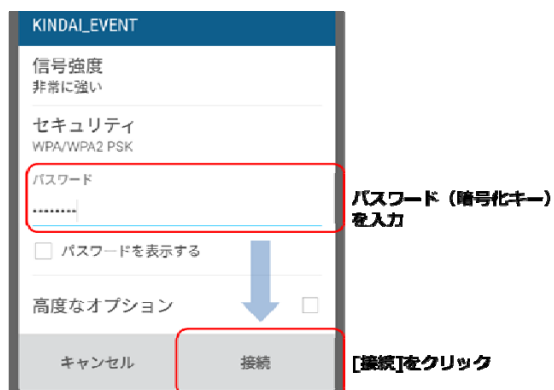 KINDAI_EVENT
信号強度
非常に強い
セキュリティ
WPA/WPA2 PSK
パスワード
........
パスワード（暗号化キー）
を入力
パスワードを表示する
高度なオプション
キャンセル
接続
[接続]をクリック